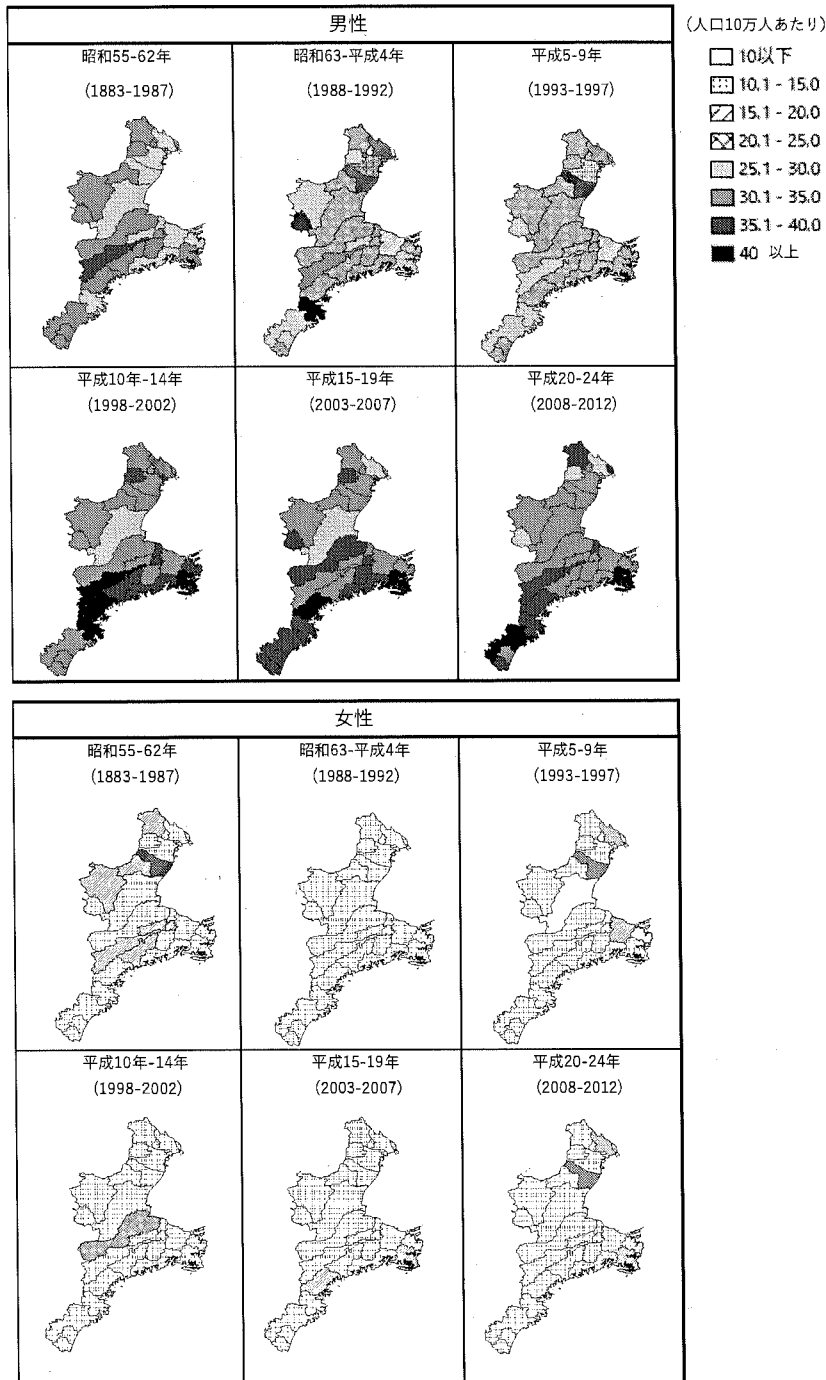 男性
(人口10万人あたり)
10以下
10.1 - 15.0
15.1 - 20.0
20.1 - 25.0
25.1 - 30.0
30.1 - 35.0
35.1 - 40.0
40 以上
昭和55-62年
(1883-1987)
昭和63-平成4年
(1988-1992)
平成5-9年
(1993-1997)
平成10年-14年
(1998-2002)
平成15-19年
(2003-2007)
平成20-24年
(2008-2012)
女性
昭和55-62年
(1883-1987)
昭和63-平成4年
(1988-1992)
平成5-9年
(1993-1997)
平成10年-14年
(1998-2002)
平成15-19年
(2003-2007)
平成20-24年
(2008-2012)